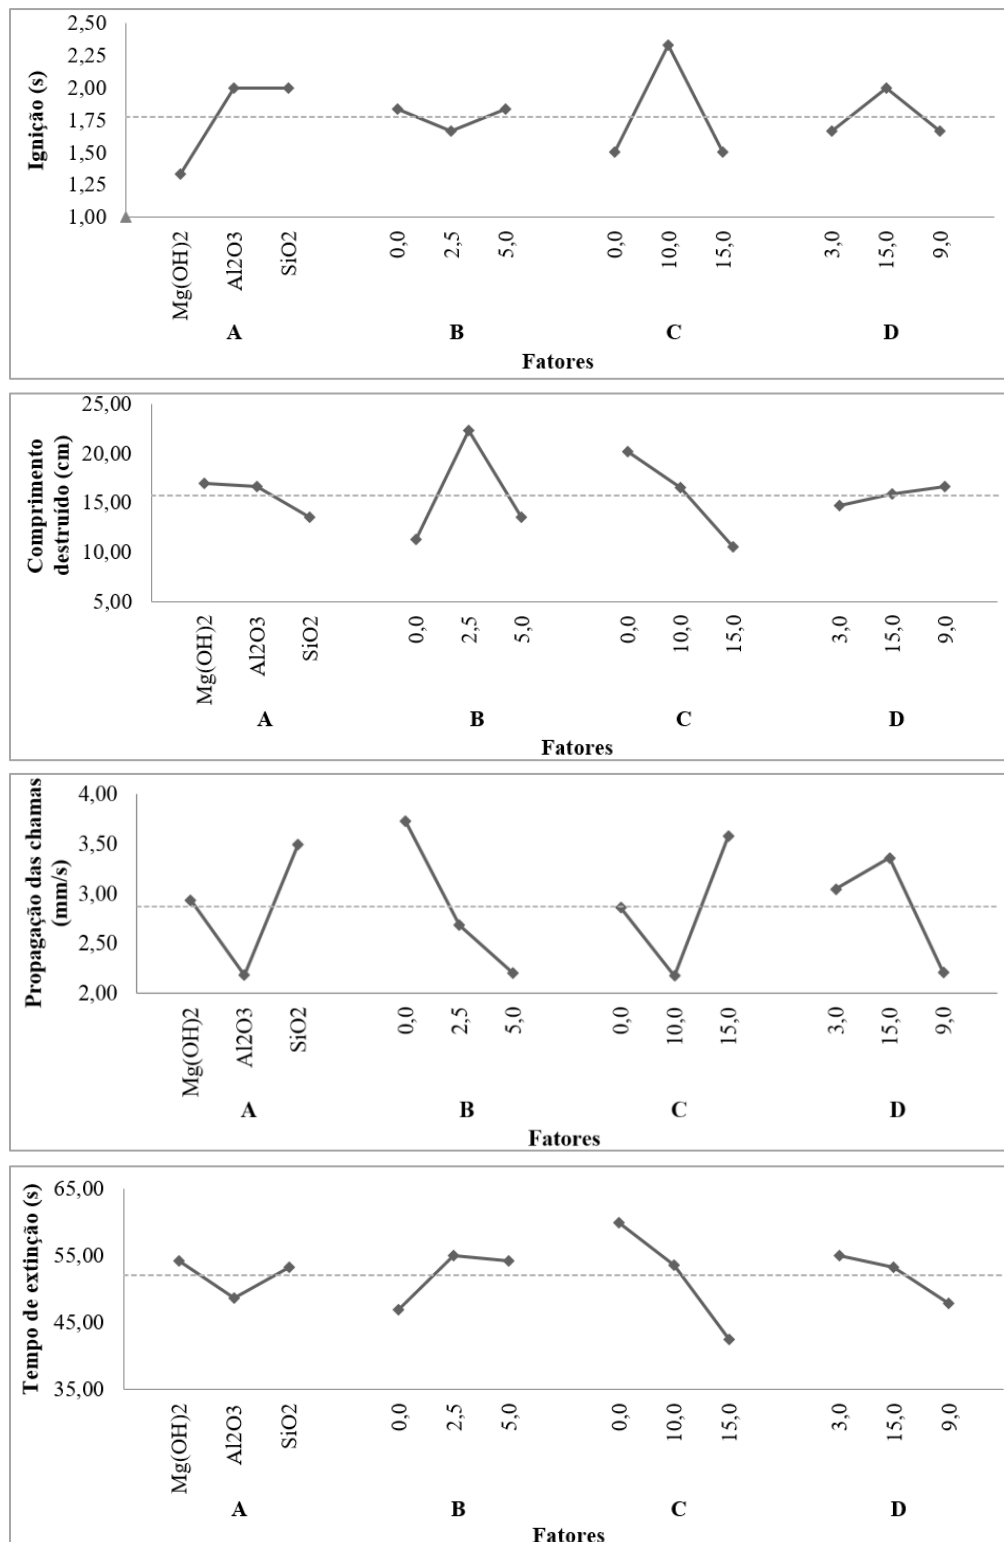 Ignição (s)
2,50
2,25
2,00
1,75
1,50
1,25
1,00
Mg(OH)2 Al2O3 SiO2 0,0 2,5 5,0 0,0 10,0 15,0 3,0 15,0 9,0
A B C D
Fatores
Comprimento
destruído (cm)
25,00
20,00
15,00
10,00
5,00
Mg(OH)2 Al2O3 SiO2 0,0 2,5 5,0 0,0 10,0 15,0 3,0 15,0 9,0
A B C D
Fatores
Propagação das chamas
(mm/s)
4,00
3,50
3,00
2,50
2,00
Mg(OH)2 Al2O3 SiO2 0,0 2,5 5,0 0,0 10,0 15,0 3,0 15,0 9,0
A B C D
Fatores
Tempo de extinção (s)
65,00
55,00
45,00
35,00
Mg(OH)2 Al2O3 SiO2 0,0 2,5 5,0 0,0 10,0 15,0 3,0 15,0 9,0
A B C D
Fatores